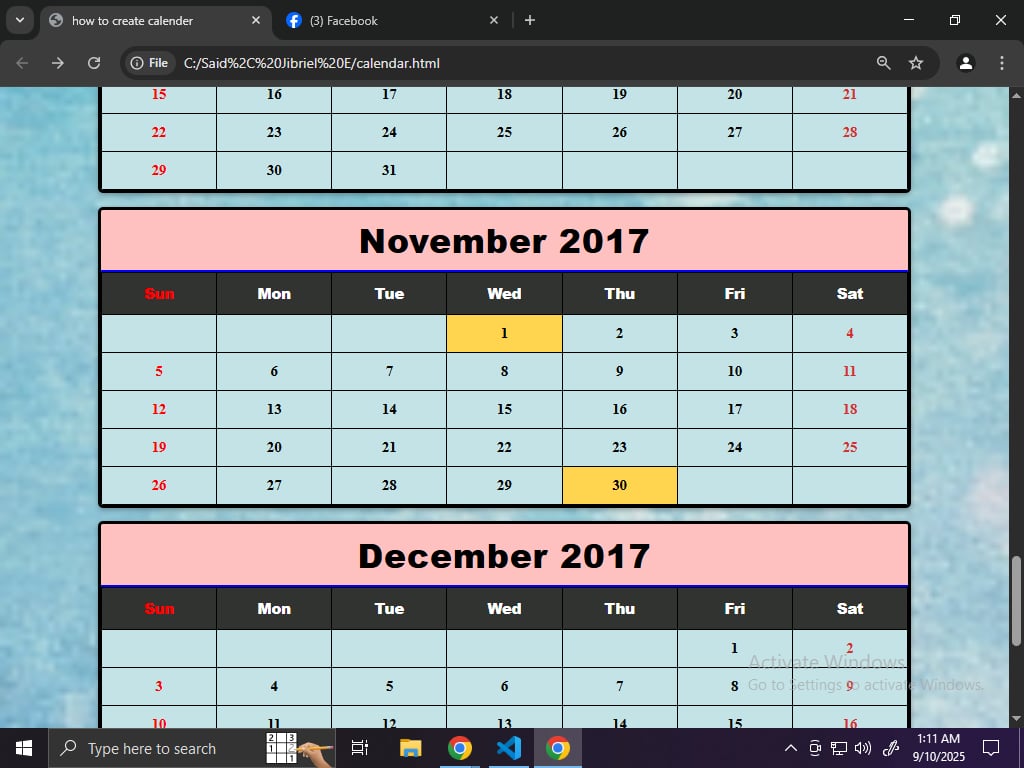 how to create calender
(3) Facebook
File C:/Said%2C%20Jibriel%20E/calendar.html
15 16 17 18 19 20 21
22 23 24 25 26 27 28
29 30 31
November 2017
Sun Mon Tue Wed Thu Fri Sat
1 2 3 4
5 6 7 8 9 10 11
12 13 14 15 16 17 18
19 20 21 22 23 24 25
26 27 28 29 30
December 2017
Sun Mon Tue Wed Thu Fri Sat
1 2
3 4 5 6 7 8 9
10 11 12 13 14 15 16
Activate Windows
Go to Settings to activate Windows.
Type here to search
2 3
1 2
1
1:11 AM
9/10/2025